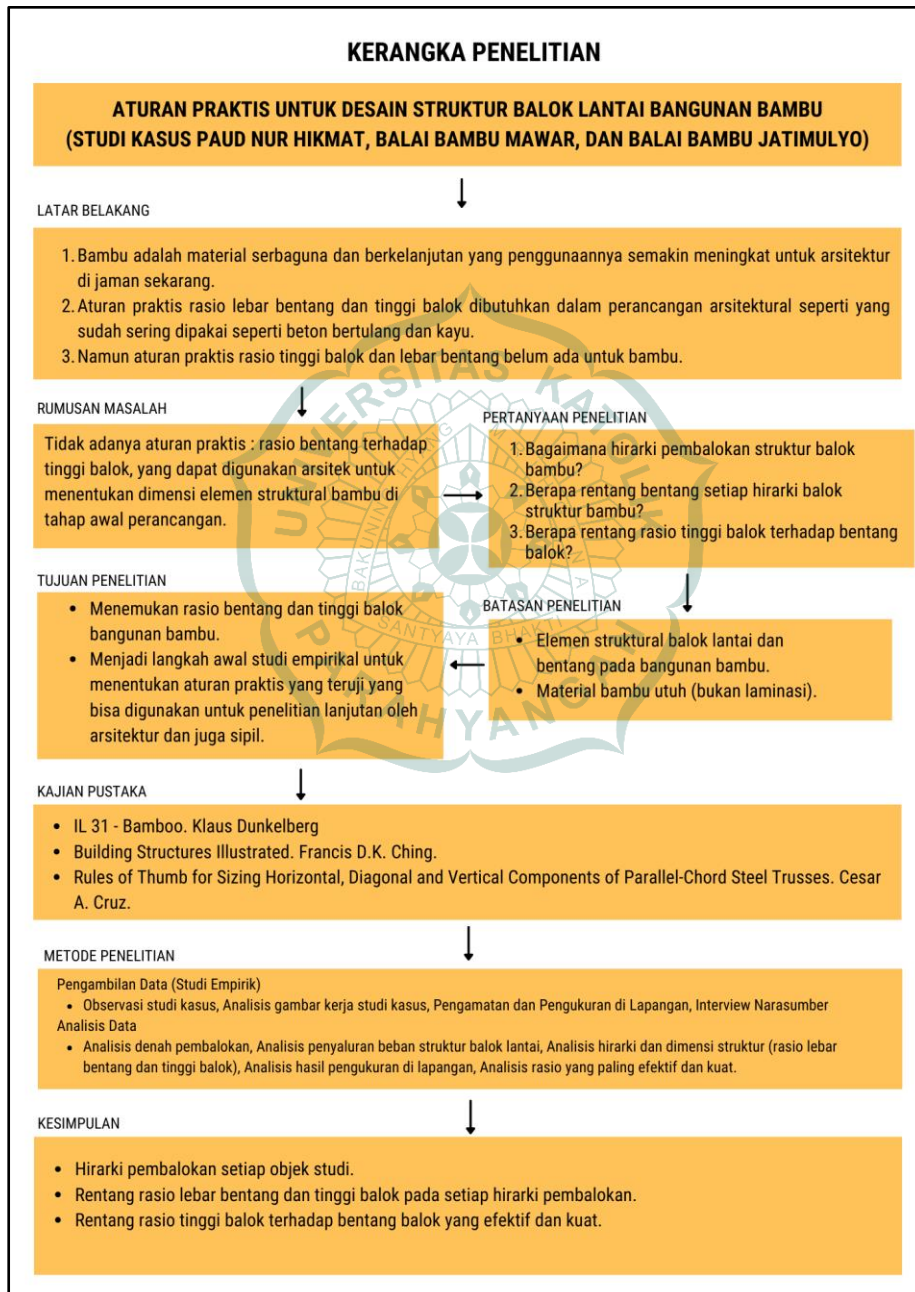 KERANGKA PENELITIAN
ATURAN PRAKTIS UNTUK DESAIN STRUKTUR BALOK LANTAI BANGUNAN BAMBU
(STUDI KASUS PAUD NUR HIKMAT, BALAI BAMBU MAWAR, DAN BALAI BAMBU JATIMULYO)
LATAR BELAKANG
1. Bambu adalah material serbaguna dan berkelanjutan yang penggunaannya semakin meningkat untuk arsitektur
di jaman sekarang.
2. Aturan praktis rasio lebar bentang dan tinggi balok dibutuhkan dalam perancangan arsitektural seperti yang
sudah sering dipakai seperti beton bertulang dan kayu.
3. Namun aturan praktis rasio tinggi balok dan lebar bentang belum ada untuk bambu.
RUMUSAN MASALAH
Tidak adanya aturan praktis : rasio bentang terhadap
tinggi balok, yang dapat digunakan arsitek untuk
menentukan dimensi elemen struktural bambu di
tahap awal perancangan.
PERTANYAAN PENELITIAN
1. Bagaimana hirarki pembalokan struktur balok
bambu?
2. Berapa rentang bentang setiap hirarki balok
struktur bambu?
3. Berapa rentang rasio tinggi balok terhadap bentang
balok?
TUJUAN PENELITIAN
• Menemukan rasio bentang dan tinggi balok
bangunan bambu.
• Menjadi langkah awal studi empirikal untuk
menentukan aturan praktis yang teruji yang
bisa digunakan untuk penelitian lanjutan oleh
arsitektur dan juga sipil.
BATASAN PENELITIAN
• Elemen struktural balok lantai dan
bentang pada bangunan bambu.
• Material bambu utuh (bukan laminasi).
KAJIAN PUSTAKA
• IL 31 - Bamboo. Klaus Dunkelberg
• Building Structures Illustrated. Francis D.K. Ching.
• Rules of Thumb for Sizing Horizontal, Diagonal and Vertical Components of Parallel-Chord Steel Trusses. Cesar
A. Cruz.
METODE PENELITIAN
Pengambilan Data (Studi Empirik)
• Observasi studi kasus, Analisis gambar kerja studi kasus, Pengamatan dan Pengukuran di Lapangan, Interview Narasumber
Analisis Data
• Analisis denah pembalokan, Analisis penyaluran beban struktur balok lantai, Analisis hirarki dan dimensi struktur (rasio lebar
bentang dan tinggi balok), Analisis hasil pengukuran di lapangan, Analisis rasio yang paling efektif dan kuat.
KESIMPULAN
• Hirarki pembalokan setiap objek studi.
• Rentang rasio lebar bentang dan tinggi balok pada setiap hirarki pembalokan.
• Rentang rasio tinggi balok terhadap bentang balok yang efektif dan kuat.
UNIVERSITAS KATOLIK
PARAHYANGAN
SANTYAYA BHAKTI